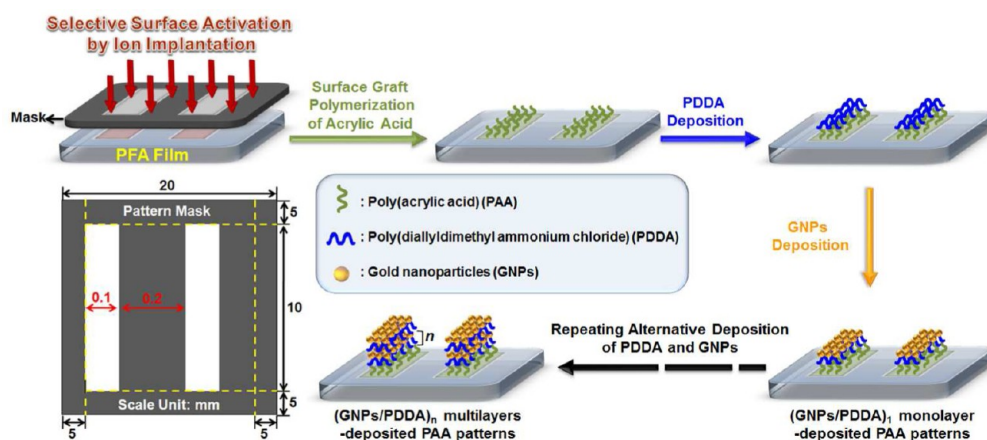 Selective Surface Activation
by Ion Implantation
Mask
PFA Film
Surface Graft
Polymerization
of Acrylic Acid
PDDA
Deposition
GNPs
Deposition
20
Pattern Mask
5
0.1
0.2
10
Scale Unit: mm
5
5
5
: Poly(acrylic acid) (PAA)
: Poly(diallyldimethyl ammonium chloride) (PDDA)
: Gold nanoparticles (GNPs)
n
Repeating Alternative Deposition
of PDDA and GNPs
(GNPs/PDDA)n multilayers
-deposited PAA patterns
(GNPs/PDDA)1 monolayer
-deposited PAA patterns